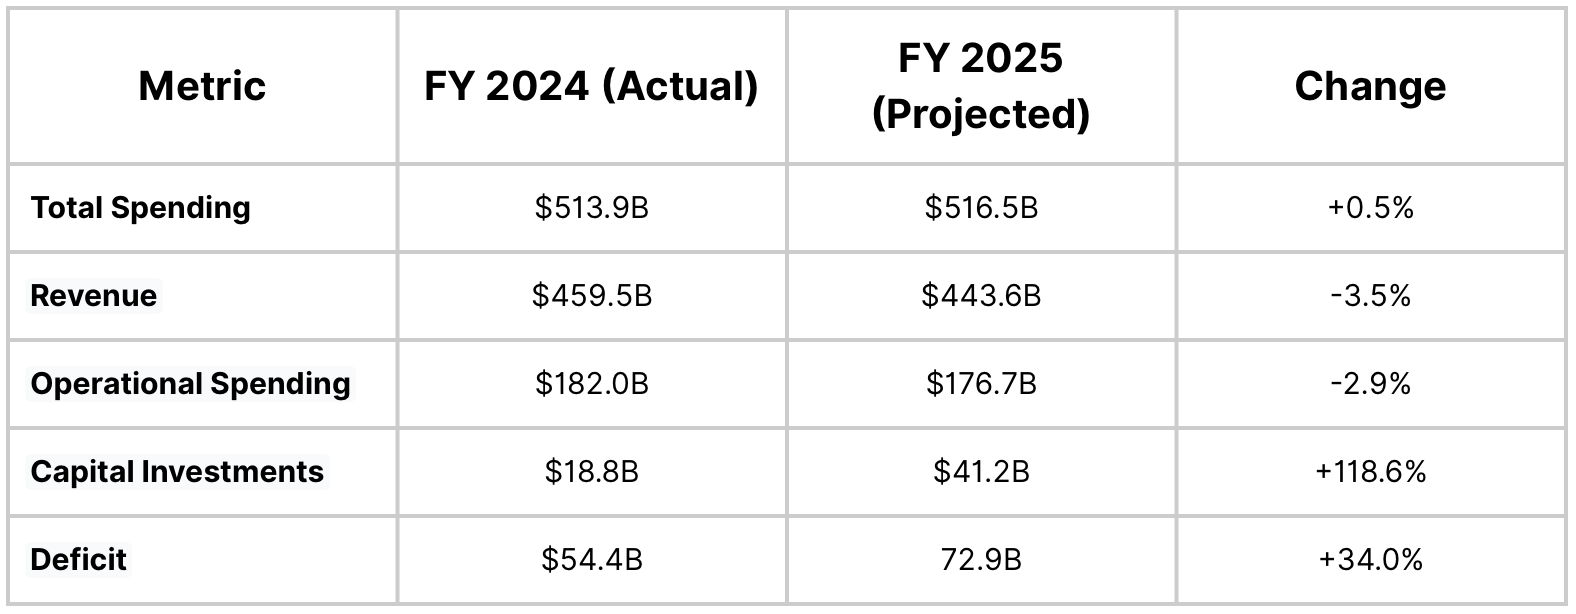 Metric FY 2024 (Actual) FY 2025 (Projected) Change
Total Spending $513.9B $516.5B +0.5%
Revenue $459.5B $443.6B -3.5%
Operational Spending $182.0B $176.7B -2.9%
Capital Investments $18.8B $41.2B +118.6%
Deficit $54.4B 72.9B +34.0%